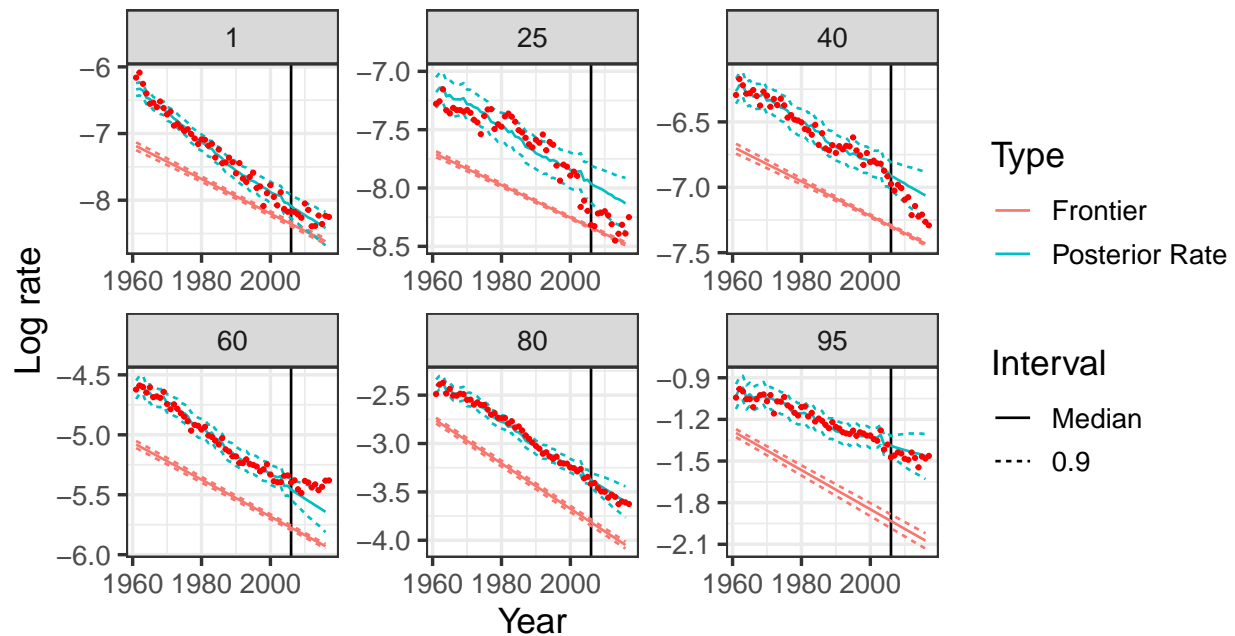 1
25
40
−6
−7
−8
−7.0
−7.5
−8.0
−8.5
−6.5
−7.0
−7.5
1960 1980 2000
1960 1980 2000
1960 1980 2000
60
80
95
−4.5
−5.0
−5.5
−6.0
−2.5
−3.0
−3.5
−4.0
−0.9
−1.2
−1.5
−1.8
−2.1
1960 1980 2000
1960 1980 2000
1960 1980 2000
Log rate
Year
Type
Frontier
Posterior Rate
Interval
Median
0.9